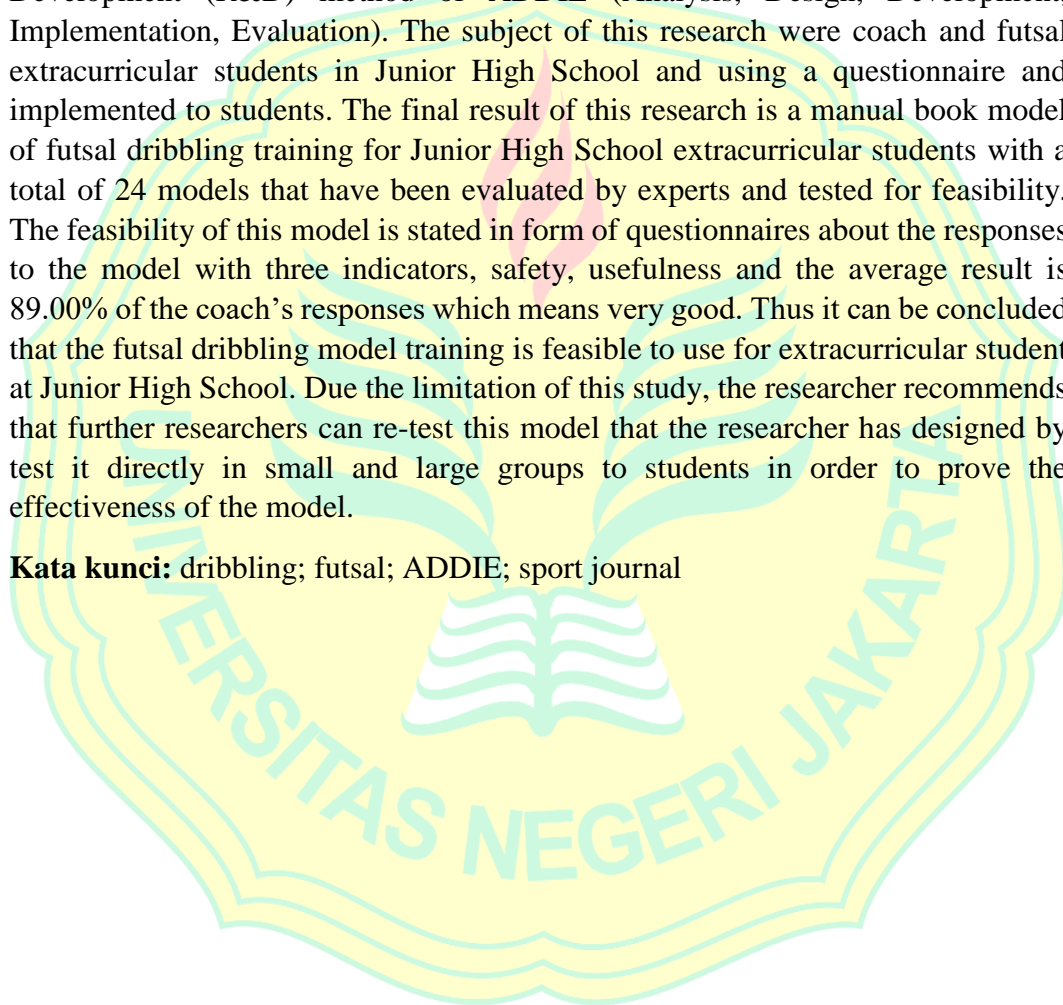 Development (R&D) method of ADDIE (Analysis, Design, Development,
Implementation, Evaluation). The subject of this research were coach and futsal
extracurricular students in Junior High School and using a questionnaire and
implemented to students. The final result of this research is a manual book model
of futsal dribbling training for Junior High School extracurricular students with a
total of 24 models that have been evaluated by experts and tested for feasibility.
The feasibility of this model is stated in form of questionnaires about the responses
to the model with three indicators, safety, usefulness and the average result is
89.00% of the coach’s responses which means very good. Thus it can be concluded
that the futsal dribbling model training is feasible to use for extracurricular student
at Junior High School. Due the limitation of this study, the researcher recommends
that further researchers can re-test this model that the researcher has designed by
test it directly in small and large groups to students in order to prove the
effectiveness of the model.
Kata kunci: dribbling; futsal; ADDIE; sport journal
UNIVERSITAS NEGERI JAKARTA